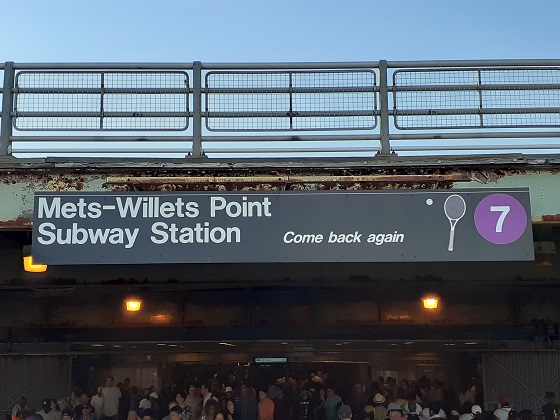 Mets-Willets Point
Subway Station
Come back again
7